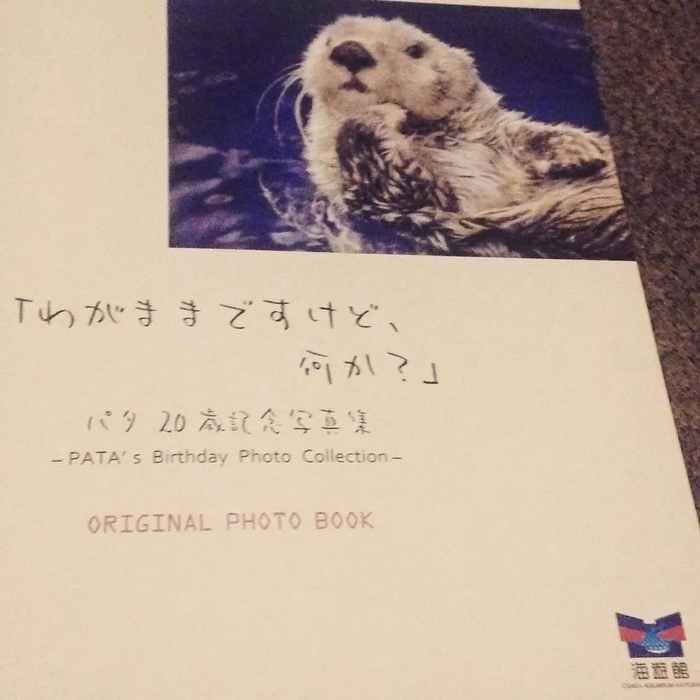 「わがままですけど、
何か?」
パタ 20歳記念写真集
–PATA's Birthday Photo Collection–
ORIGINAL PHOTO BOOK
海遊館